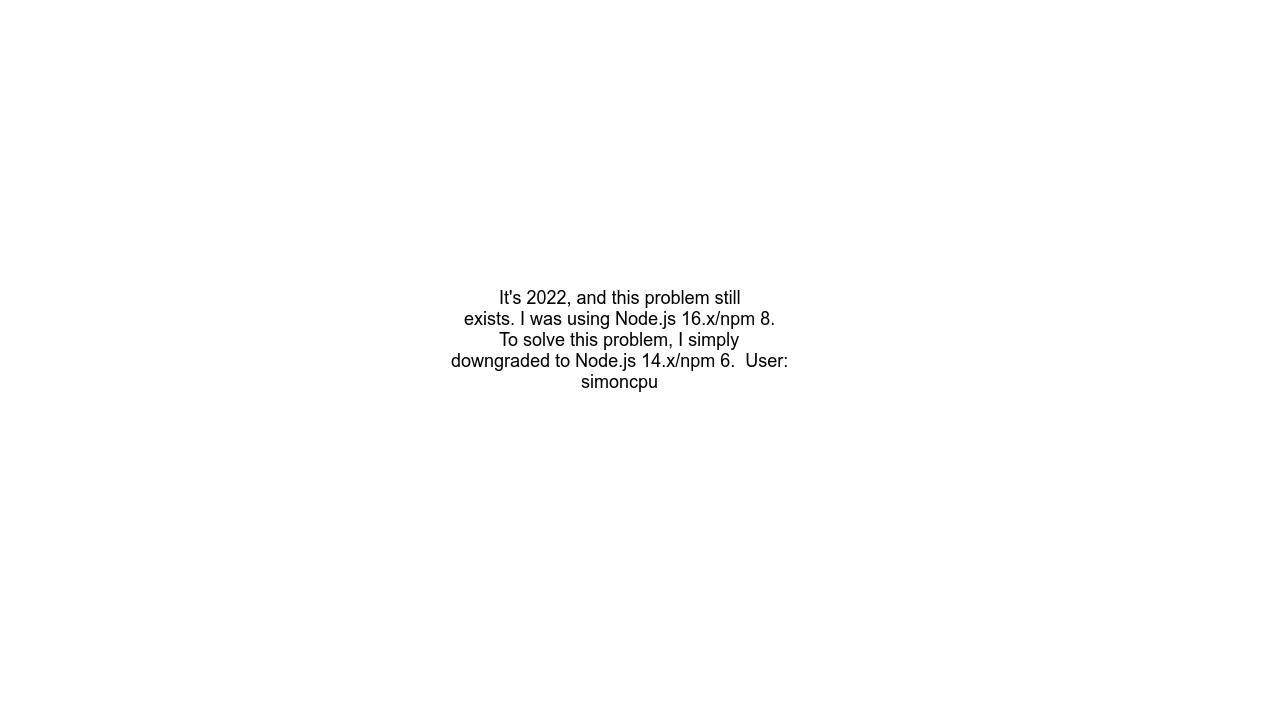 It's 2022, and this problem still
exists. I was using Node.js 16.x/npm 8.
To solve this problem, I simply
downgraded to Node.js 14.x/npm 6.  User:
simoncpu